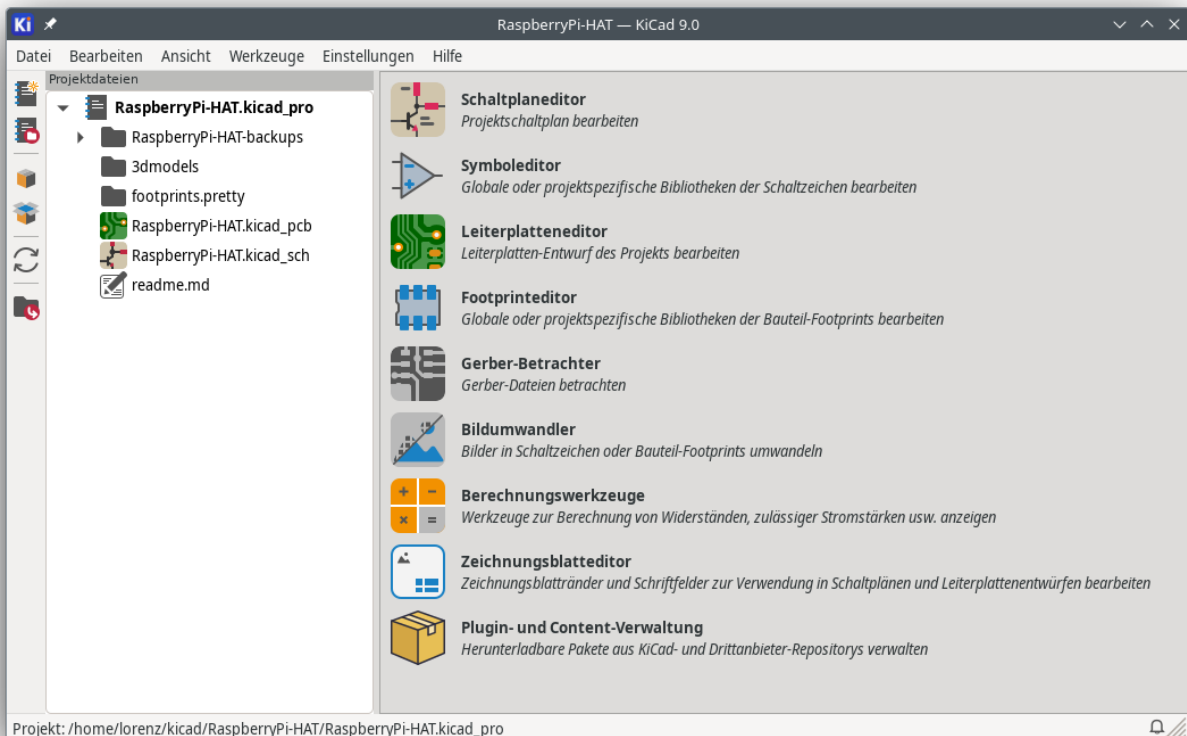 Ki
RaspberryPi-HAT — KiCad 9.0
Datei Bearbeiten Ansicht Werkzeuge Einstellungen Hilfe
Projektdateien
RaspberryPi-HAT.kicad_pro
RaspberryPi-HAT-backups
3dmodels
footprints.pretty
RaspberryPi-HAT.kicad_pcb
RaspberryPi-HAT.kicad_sch
readme.md
Schaltplaneditor
Projektschaltplan bearbeiten
Symboleditor
Globale oder projektspezifische Bibliotheken der Schaltzeichen bearbeiten
Leiterplatteneditor
Leiterplatten-Entwurf des Projekts bearbeiten
Footprinteditor
Globale oder projektspezifische Bibliotheken der Bauteil-Footprints bearbeiten
Gerber-Betrachter
Gerber-Dateien betrachten
Bildumwandler
Bilder in Schaltzeichen oder Bauteil-Footprints umwandeln
Berechnungswerkzeuge
Werkzeuge zur Berechnung von Widerständen, zulässiger Stromstärken usw. anzeigen
Zeichnungsblatteditor
Zeichnungsblattränder und Schriftfelder zur Verwendung in Schaltplänen und Leiterplattenentwürfen bearbeiten
Plugin- und Content-Verwaltung
Herunterladbare Pakete aus KiCad- und Drittanbieter-Repositorys verwalten
Projekt: /home/lorenz/kicad/RaspberryPi-HAT/RaspberryPi-HAT.kicad_pro